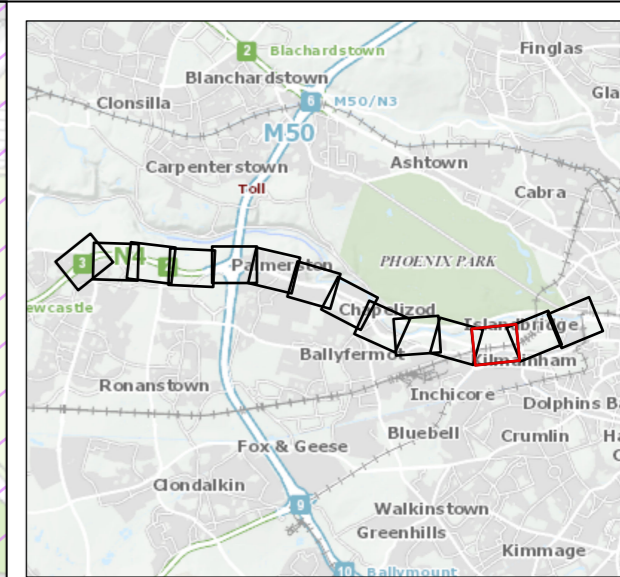 Finglas
2
Blachardstown
Blanchardstown
Clonsilla
6
M50/N3
M50
Carpenterstown
Ashtown
Toll
Cabra
N4
3
Palmerston
PHOENIX PARK
ewcastle
Chapelizod
Islandbridge
Ballyfermot
Kilmainham
Ronanstown
Inchicore
Dolphins Ba
Bluebell
Crumlin
Fox & Geese
Clondalkin
9
Walkinstown
Greenhills
Kimmage
10
Ballymount